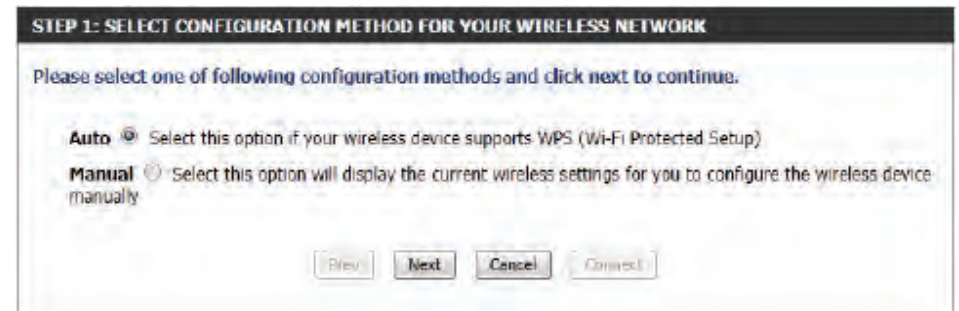 STEP 1: SELECT CONFIGURATION METHOD FOR YOUR WIRELESS NETWORK
Please select one of following configuration methods and click next to continue.
Auto Select this option if your wireless device supports WPS (Wi-Fi Protected Setup)
Manual Select this option will display the current wireless settings for you to configure the wireless device
manually
Prev Next Cancel Connect